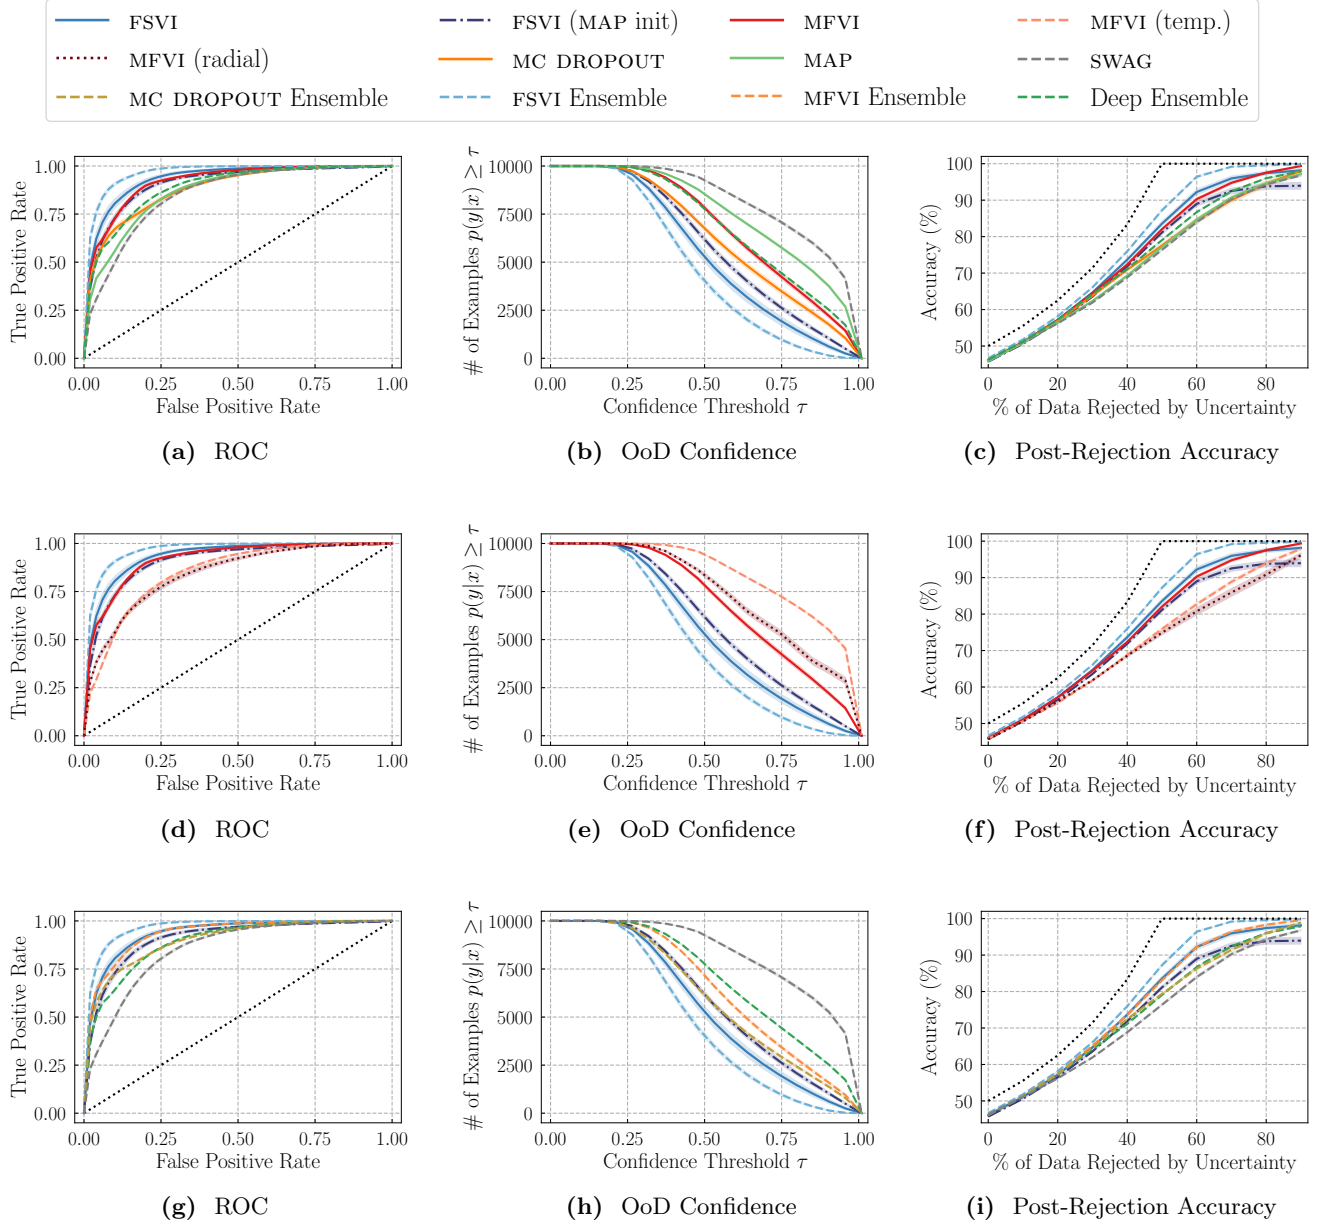 FSVI FSVI (MAP init) MFVI MFVI (temp.)
MFVI (radial) MC DROPOUT MAP SWAG
MC DROPOUT Ensemble FSVI Ensemble MFVI Ensemble Deep Ensemble
True Positive Rate
1.00
0.75
0.50
0.25
0.00
0.00 0.25 0.50 0.75 1.00
False Positive Rate
(a) ROC
# of Examples p(y|x) ≥ τ
10000
7500
5000
2500
0
0.00 0.25 0.50 0.75 1.00
Confidence Threshold τ
(b) OoD Confidence
Accuracy (%)
100
90
80
70
60
50
0 20 40 60 80
% of Data Rejected by Uncertainty
(c) Post-Rejection Accuracy
True Positive Rate
1.00
0.75
0.50
0.25
0.00
0.00 0.25 0.50 0.75 1.00
False Positive Rate
(d) ROC
# of Examples p(y|x) ≥ τ
10000
7500
5000
2500
0
0.00 0.25 0.50 0.75 1.00
Confidence Threshold τ
(e) OoD Confidence
Accuracy (%)
100
90
80
70
60
50
0 20 40 60 80
% of Data Rejected by Uncertainty
(f) Post-Rejection Accuracy
True Positive Rate
1.00
0.75
0.50
0.25
0.00
0.00 0.25 0.50 0.75 1.00
False Positive Rate
(g) ROC
# of Examples p(y|x) ≥ τ
10000
7500
5000
2500
0
0.00 0.25 0.50 0.75 1.00
Confidence Threshold τ
(h) OoD Confidence
Accuracy (%)
100
90
80
70
60
50
0 20 40 60 80
% of Data Rejected by Uncertainty
(i) Post-Rejection Accuracy